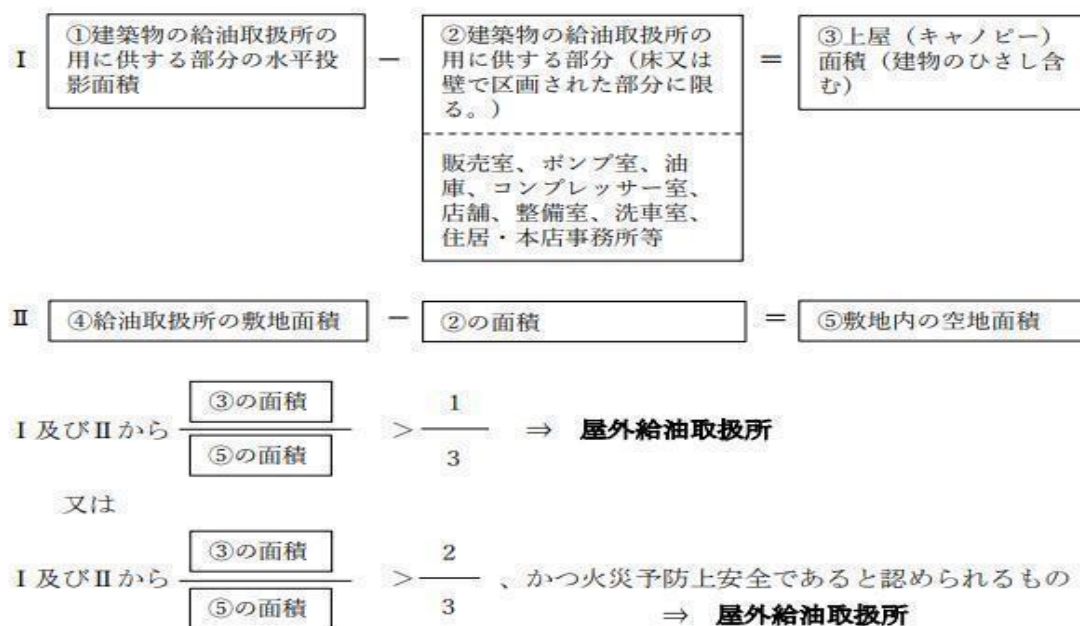 Ⅰ ①建築物の給油取扱所の用に供する部分の水平投影面積 － ②建築物の給油取扱所の用に供する部分（床又は壁で区画された部分に限る。） ＝ ③上屋（キャノピー）面積（建物のひさし含む）
販売室、ポンプ室、油
庫、コンプレッサー室、
店舗、整備室、洗車室、
住居・本店事務所等
Ⅱ ④給油取扱所の敷地面積 － ②の面積 ＝ ⑤敷地内の空地面積
Ⅰ及びⅡから ③の面積 / ⑤の面積 ＞ 1 / 3 ⇒ 屋外給油取扱所
又は
Ⅰ及びⅡから ③の面積 / ⑤の面積 ＞ 2 / 3 、かつ火災予防上安全であると認められるもの
⇒ 屋外給油取扱所